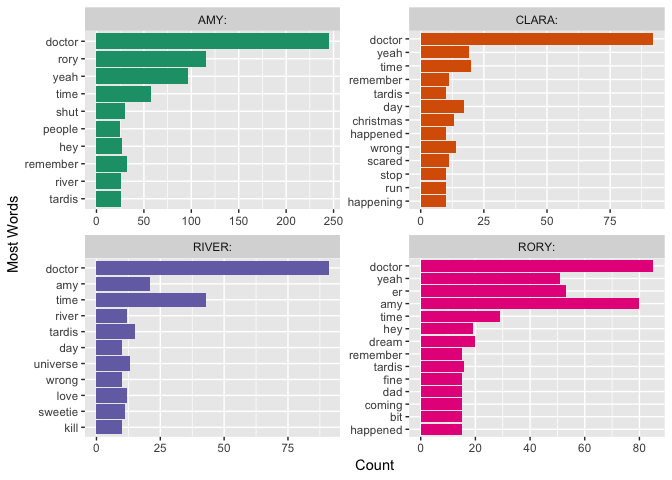 AMY:
doctor
rory
yeah
time
shut
people
hey
remember
river
tardis
0 50 100 150 200 250
CLARA:
doctor
yeah
time
remember
tardis
day
christmas
happened
wrong
scared
stop
run
happening
0 25 50 75
RIVER:
doctor
amy
time
river
tardis
day
universe
wrong
love
sweetie
kill
0 25 50 75
RORY:
doctor
yeah
er
amy
time
hey
dream
remember
tardis
fine
dad
coming
bit
happened
0 20 40 60 80
Most Words
Count